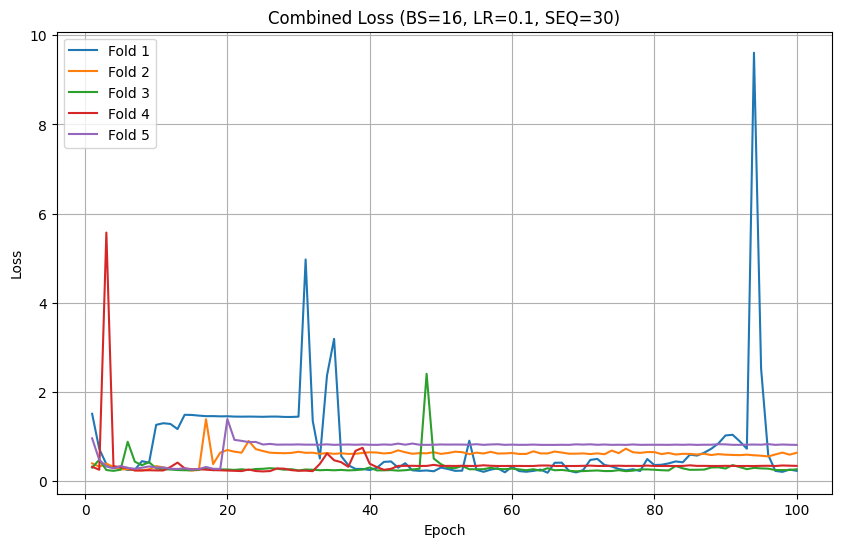 Combined Loss (BS=16, LR=0.1, SEQ=30)
Loss
10
8
6
4
2
0
Fold 1
Fold 2
Fold 3
Fold 4
Fold 5
0 20 40 60 80 100
Epoch